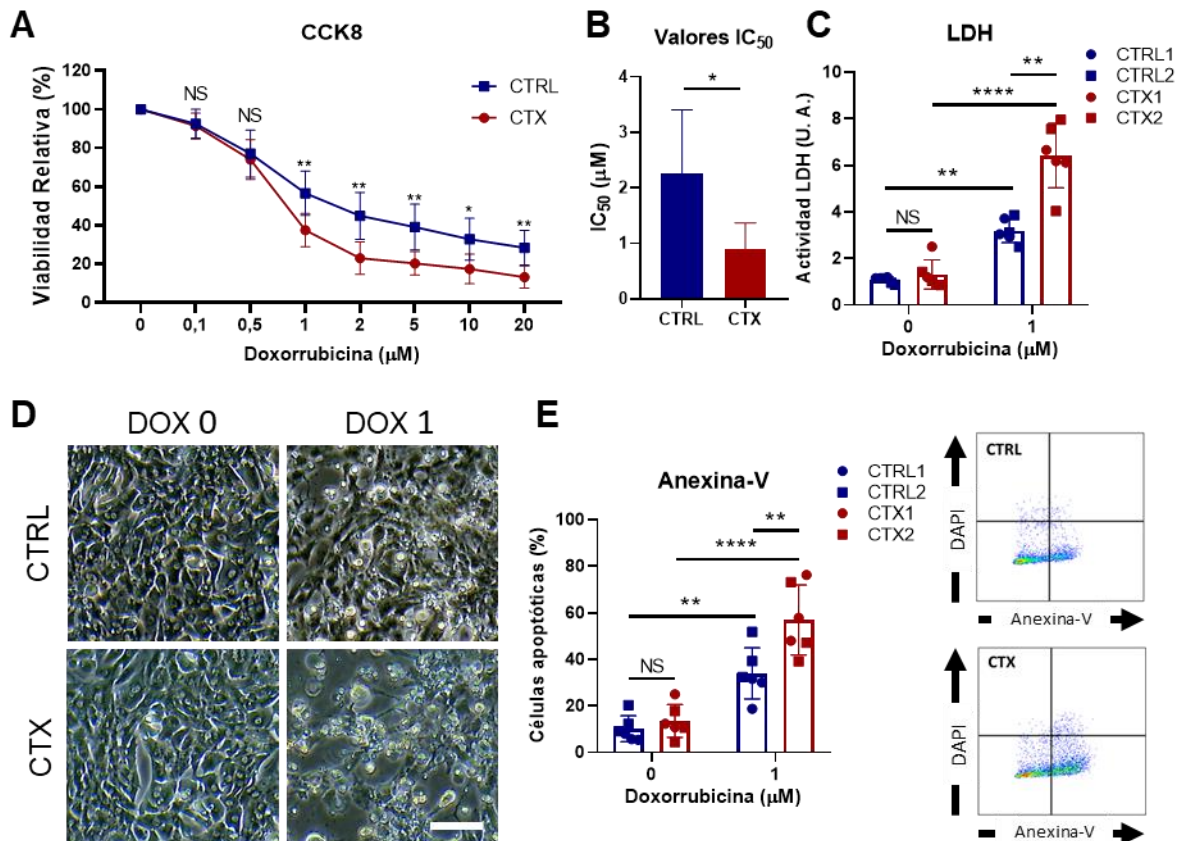 A
CCK8
Viabilidad Relativa (%)
120
100
80
60
40
20
0
NS
NS
**
**
**
*
**
CTRL
CTX
0 0,1 0,5 1 2 5 10 20
Doxorrubicina (μM)
B
Valores IC50
IC50 (μM)
4
3
2
1
0
*
CTRL CTX
C
LDH
Actividad LDH (U. A.)
10
8
6
4
2
0
NS
**
****
**
CTRL1
CTRL2
CTX1
CTX2
0 1
Doxorrubicina (μM)
D
DOX 0 DOX 1
CTRL
CTX
E
Anexina-V
Células apoptóticas (%)
100
80
60
40
20
0
NS
**
****
**
CTRL1
CTRL2
CTX1
CTX2
0 1
Doxorrubicina (μM)
CTRL
DAPI
Anexina-V
CTX
DAPI
Anexina-V